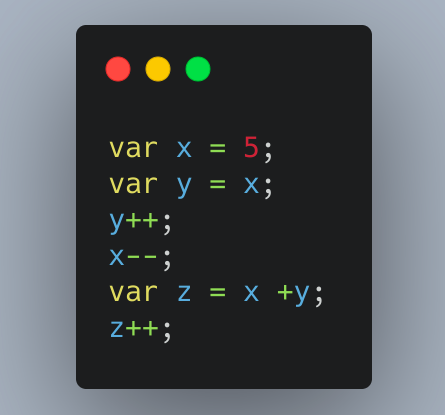 var x = 5;
var y = x;
y++;
x--;
var z = x +y;
z++;